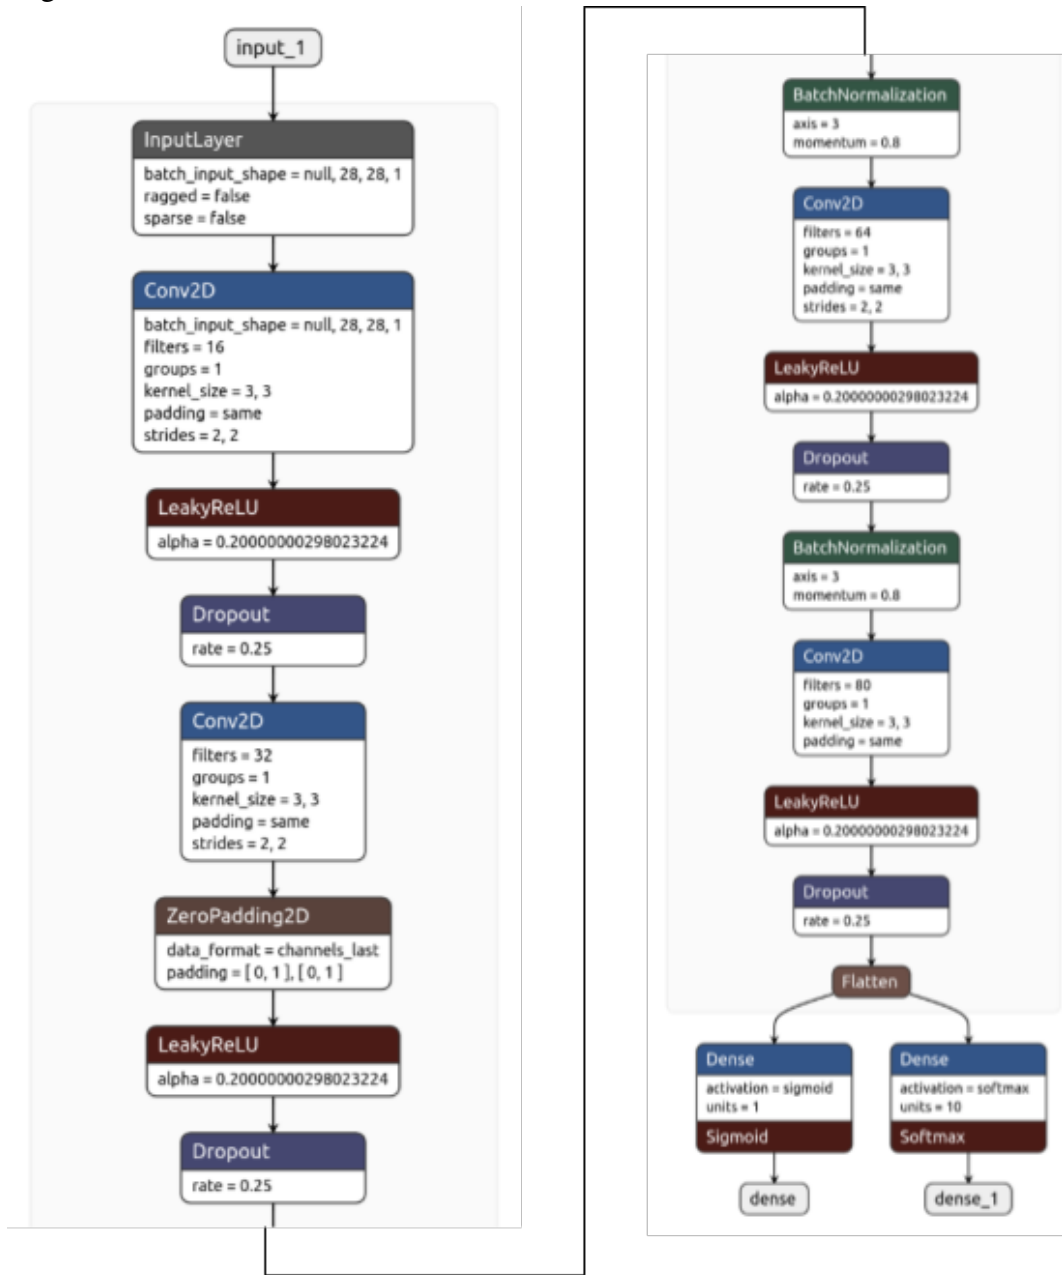 input_1
InputLayer
batch_input_shape = null, 28, 28, 1
ragged = false
sparse = false
Conv2D
batch_input_shape = null, 28, 28, 1
filters = 16
groups = 1
kernel_size = 3, 3
padding = same
strides = 2, 2
LeakyReLU
alpha = 0.20000000298023224
Dropout
rate = 0.25
Conv2D
filters = 32
groups = 1
kernel_size = 3, 3
padding = same
strides = 2, 2
ZeroPadding2D
data_format = channels_last
padding = [ 0, 1 ], [ 0, 1 ]
LeakyReLU
alpha = 0.20000000298023224
Dropout
rate = 0.25
BatchNormalization
axis = 3
momentum = 0.8
Conv2D
filters = 64
groups = 1
kernel_size = 3, 3
padding = same
strides = 2, 2
LeakyReLU
alpha = 0.20000000298023224
Dropout
rate = 0.25
BatchNormalization
axis = 3
momentum = 0.8
Conv2D
filters = 80
groups = 1
kernel_size = 3, 3
padding = same
LeakyReLU
alpha = 0.20000000298023224
Dropout
rate = 0.25
Flatten
Dense
activation = sigmoid
units = 1
Sigmoid
dense
Dense
activation = softmax
units = 10
Softmax
dense_1